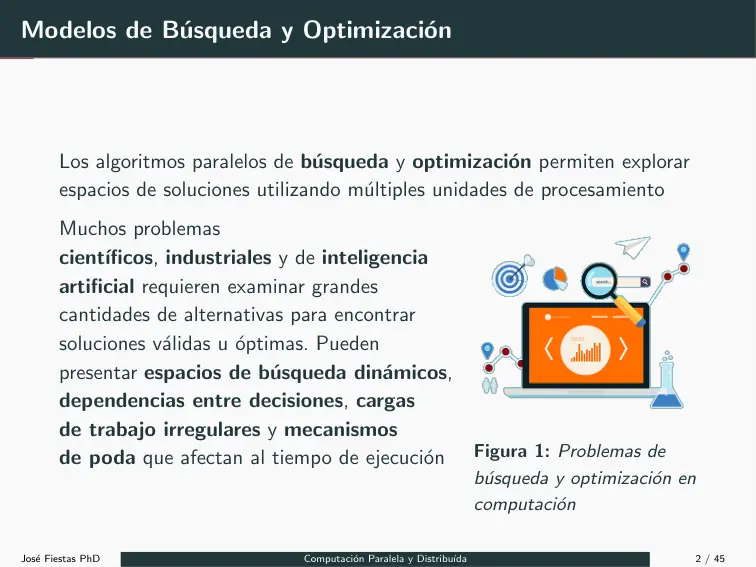 Modelos de Búsqueda y Optimización
Los algoritmos paralelos de búsqueda y optimización permiten explorar
espacios de soluciones utilizando múltiples unidades de procesamiento
Muchos problemas
científicos, industriales y de inteligencia
artificial requieren examinar grandes
cantidades de alternativas para encontrar
soluciones válidas u óptimas. Pueden
presentar espacios de búsqueda dinámicos,
dependencias entre decisiones, cargas
de trabajo irregulares y mecanismos
de poda que afectan al tiempo de ejecución
search...
Figura 1: Problemas de
búsqueda y optimización en
computación
José Fiestas PhD
Computación Paralela y Distribuída
2 / 45